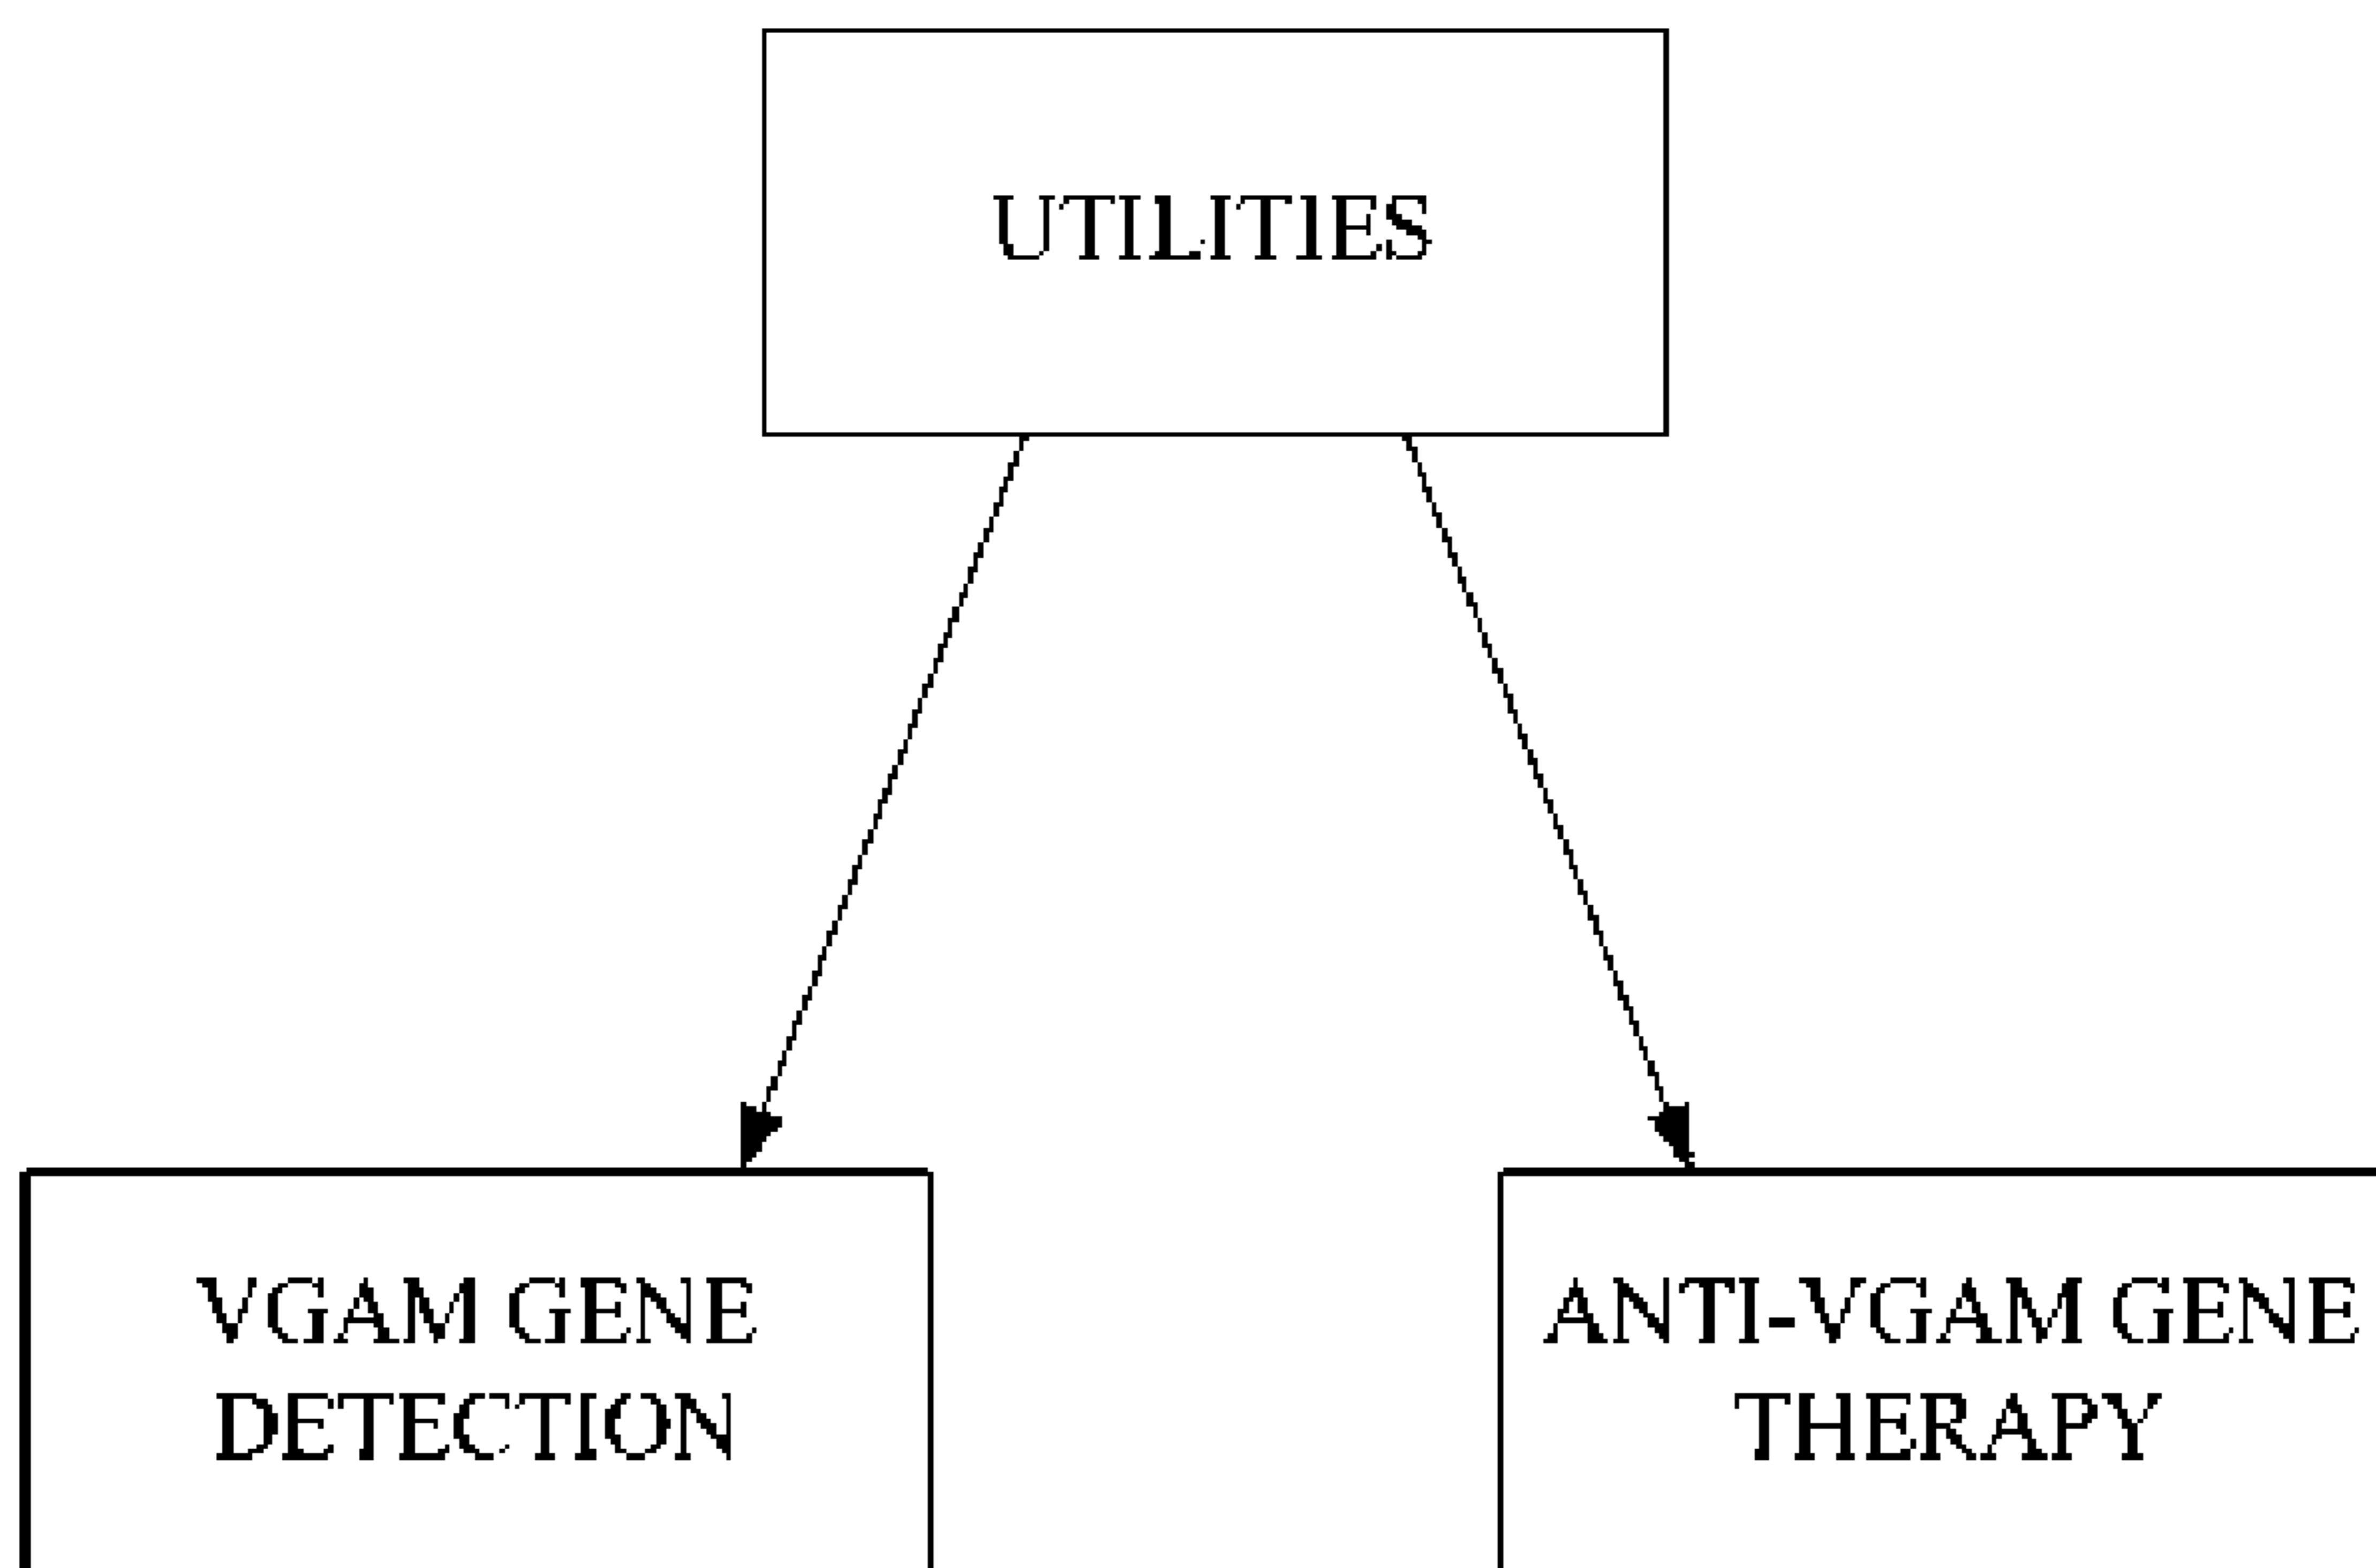 UTILITIES
VGAM GENE
DETECTION
ANTI-VGAM GENE
THERAPY